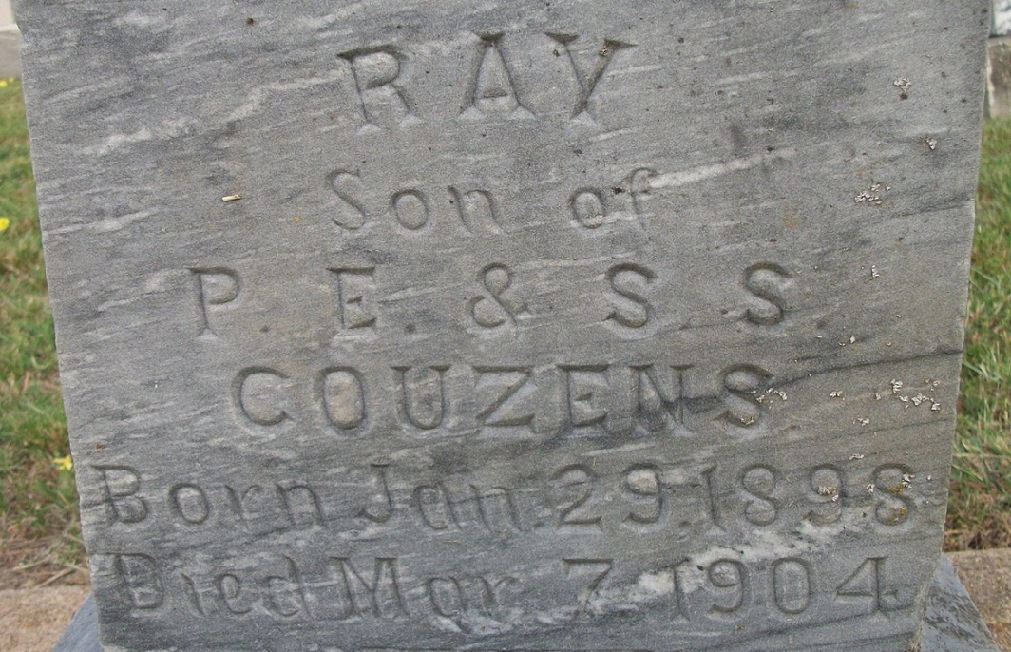 RAY
Son of
P. E. & S S
COUZENS
Born Jan. 29. 1898
Died Mar. 7. 1904